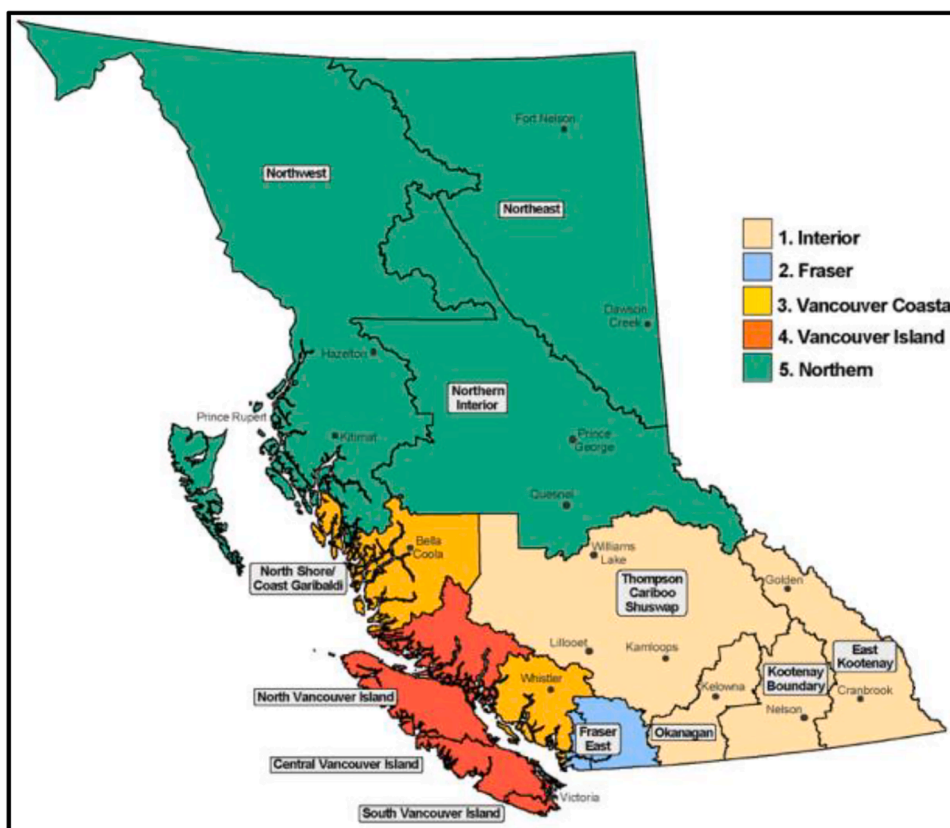 Fort Nelson
Northwest
Northeast
1. Interior
2. Fraser
3. Vancouver Coasta
4. Vancouver Island
5. Northern
Dawson
Creek
Hazelton
Northern
Interior
Prince Rupert
Kitimat
Prince
George
Quesnel
Bella
Coola
Williams
Lake
North Shore/
Coast Garibaldi
Thompson
Cariboo
Shuswap
Golden
Lillooet
Kamloops
East
Kootenay
Kootenay
Boundary
Whistler
Kelowna
Cranbrook
North Vancouver Island
Nelson
Fraser
East
Okanagan
Central Vancouver Island
Victoria
South Vancouver Island